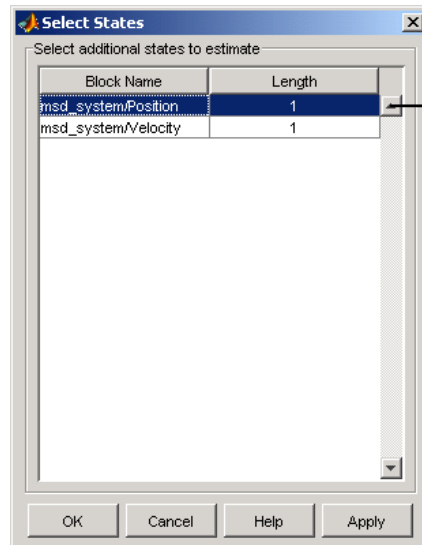 Select States
Select additional states to estimate
Block Name Length
msd_system/Position 1
msd_system/Velocity 1
OK Cancel Help Apply